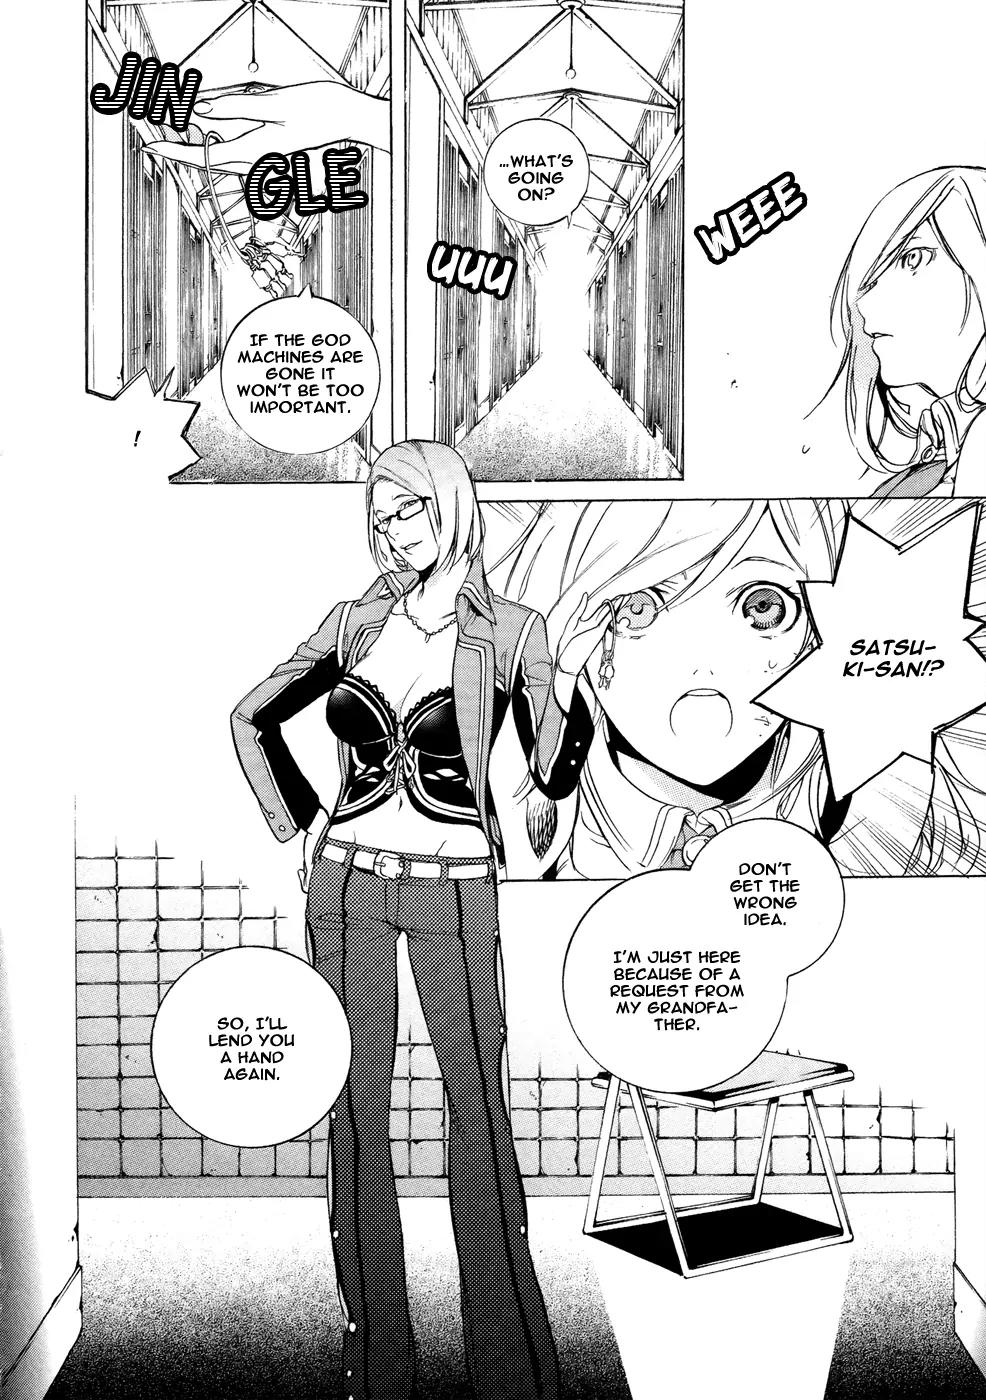 WEEE
UUU
...WHAT'S
GOING
ON?
JIN
GLE
IF THE GOD
MACHINES ARE
GONE IT
WON'T BE TOO
IMPORTANT.
!
SATSU-
KI-SAN!?
DON'T
GET THE
WRONG
IDEA.
I'M JUST HERE
BECAUSE OF A
REQUEST FROM
MY GRANDFA-
THER.
SO, I'LL
LEND YOU
A HAND
AGAIN.